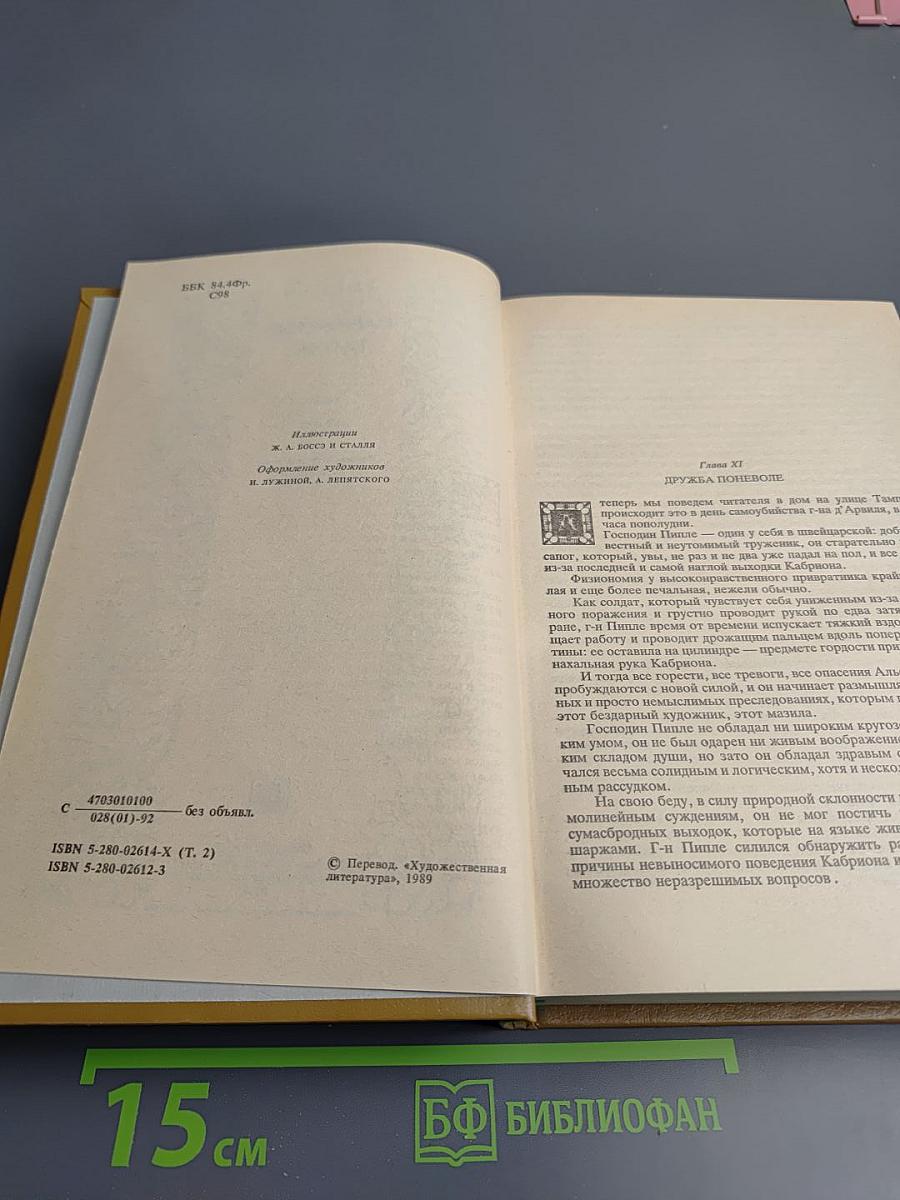 ББК 84.4Фр.
С98
Иллюстрации
Ж. А. БОССЭ И СТАЛЯ
Оформление художников
И. ЛУЖИНОЙ, А. ЛЕПЯТСКОГО
С 4703010100 без объявл.
028(01)-92
ISBN 5-280-02614-X (Т. 2)
ISBN 5-280-02612-3
© Перевод. «Художественная
литература», 1989
Глава XI
ДРУЖБА ПОНЕВОЛЕ
А теперь мы поведем читателя в дом на улице Тамп
происходит это в день самоубийства г-на д'Арвиля, в
часа пополудни.
Господин Пипле — один у себя в швейцарской: доб
вестный и неутомимый труженик, он старательно
сапог, который, увы, не раз и не два уже падал на пол, и все
из-за последней и самой наглой выходки Кабриона.
Физиономия у высоконравственного привратника край
лая и еще более печальная, нежели обычно.
Как солдат, который чувствует себя униженным из-за
ного поражения и грустно проводит рукой по едва затя
ране, г-н Пипле время от времени испускает тяжкий вздо
щает работу и проводит дрожащим пальцем вдоль попер
тины: ее оставила на цилиндре — предмете гордости при
нахальная рука Кабриона.
И тогда все горести, все тревоги, все опасения Аль
пробуждаются с новой силой, и он начинает размышля
ных и просто немыслимых преследованиях, которым
этот бездарный художник, этот мазила.
Господин Пипле не обладал ни широким кругоз
ким умом, он не был одарен ни живым воображение
ким складом души, но зато он обладал здравым с
чался весьма солидным и логическим, хотя и нескол
ным рассудком.
На свою беду, в силу природной склонности
молинейным суждениям, он не мог постичь
сумасбродных выходок, которые на языке жив
шаржами. Г-н Пипле силился обнаружить ра
причины невыносимого поведения Кабриона и
множество неразрешимых вопросов.
15 см
БФ БИБЛИОФАН